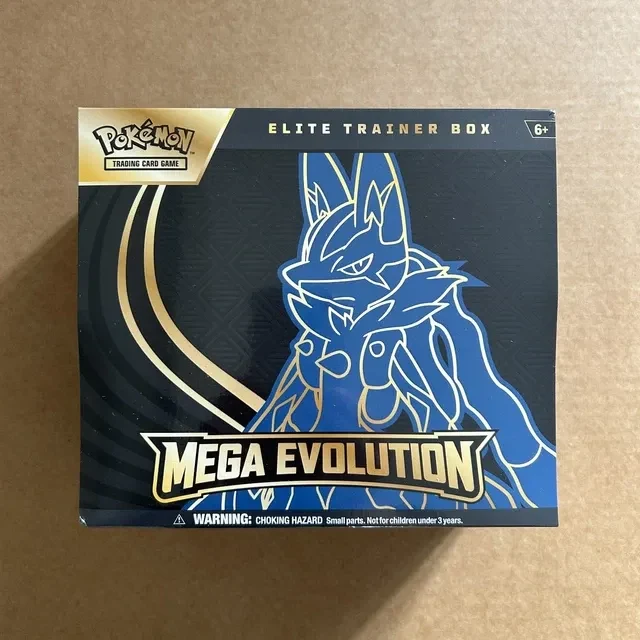 Pokémon
TRADING CARD GAME
ELITE TRAINER BOX
6+
MEGA EVOLUTION
WARNING: CHOKING HAZARD Small parts. Not for children under 3 years.